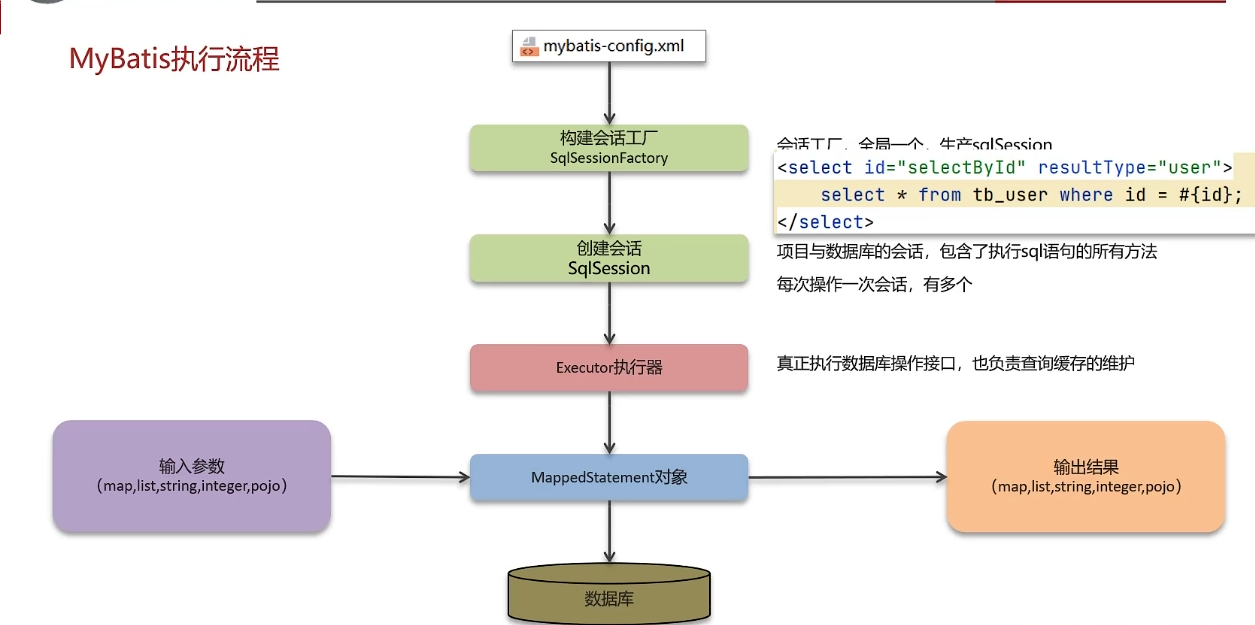 MyBatis执行流程
mybatis-config.xml
构建会话工厂
SqlSessionFactory
会话工厂，全局一个，生产sqlSession
<select id="selectById" resultType="user">
select * from tb_user where id = #{id};
</select>
创建会话
SqlSession
项目与数据库的会话，包含了执行sql语句的所有方法
每次操作一次会话，有多个
Executor执行器
真正执行数据库操作接口，也负责查询缓存的维护
输入参数
（map,list,string,integer,pojo）
MappedStatement对象
输出结果
（map,list,string,integer,pojo）
数据库